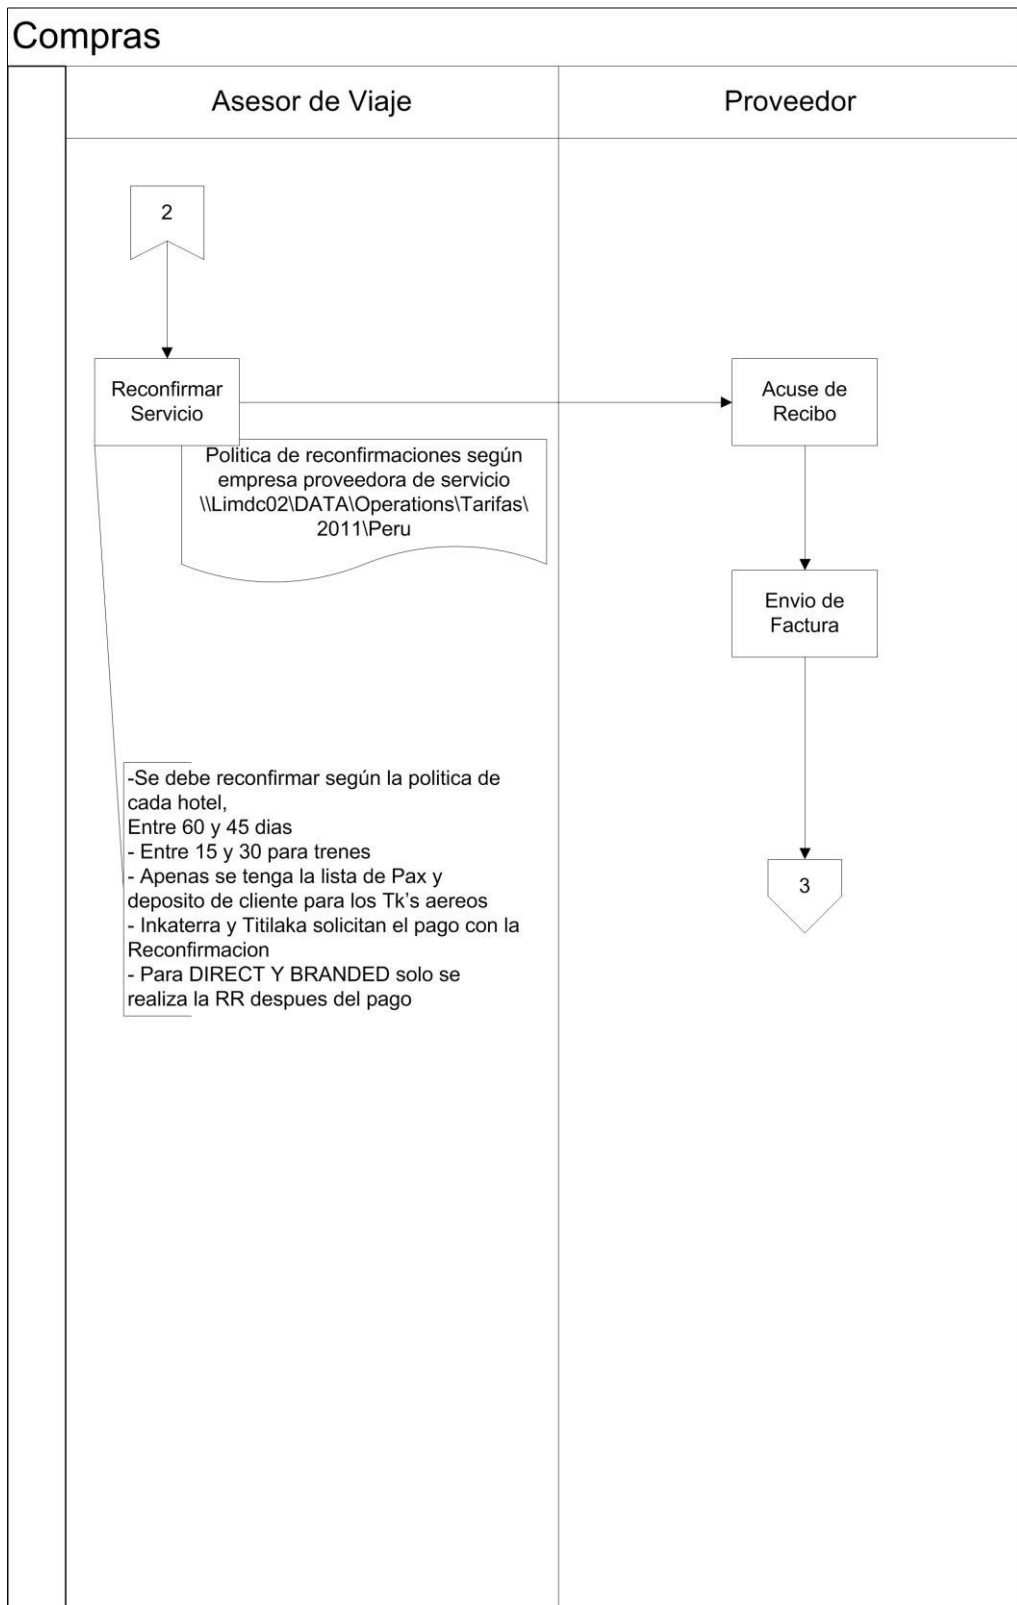 Compras
Asesor de Viaje
Proveedor
2
Reconfirmar
Servicio
Acuse de
Recibo
Politica de reconfirmaciones según
empresa proveedora de servicio
\\Limdc02\DATA\Operations\Tarifas\
2011\Peru
Envio de
Factura
-Se debe reconfirmar según la politica de
cada hotel,
Entre 60 y 45 dias
- Entre 15 y 30 para trenes
- Apenas se tenga la lista de Pax y
deposito de cliente para los Tk’s aereos
- Inkaterra y Titilaka solicitan el pago con la
Reconfirmacion
- Para DIRECT Y BRANDED solo se
realiza la RR despues del pago
3